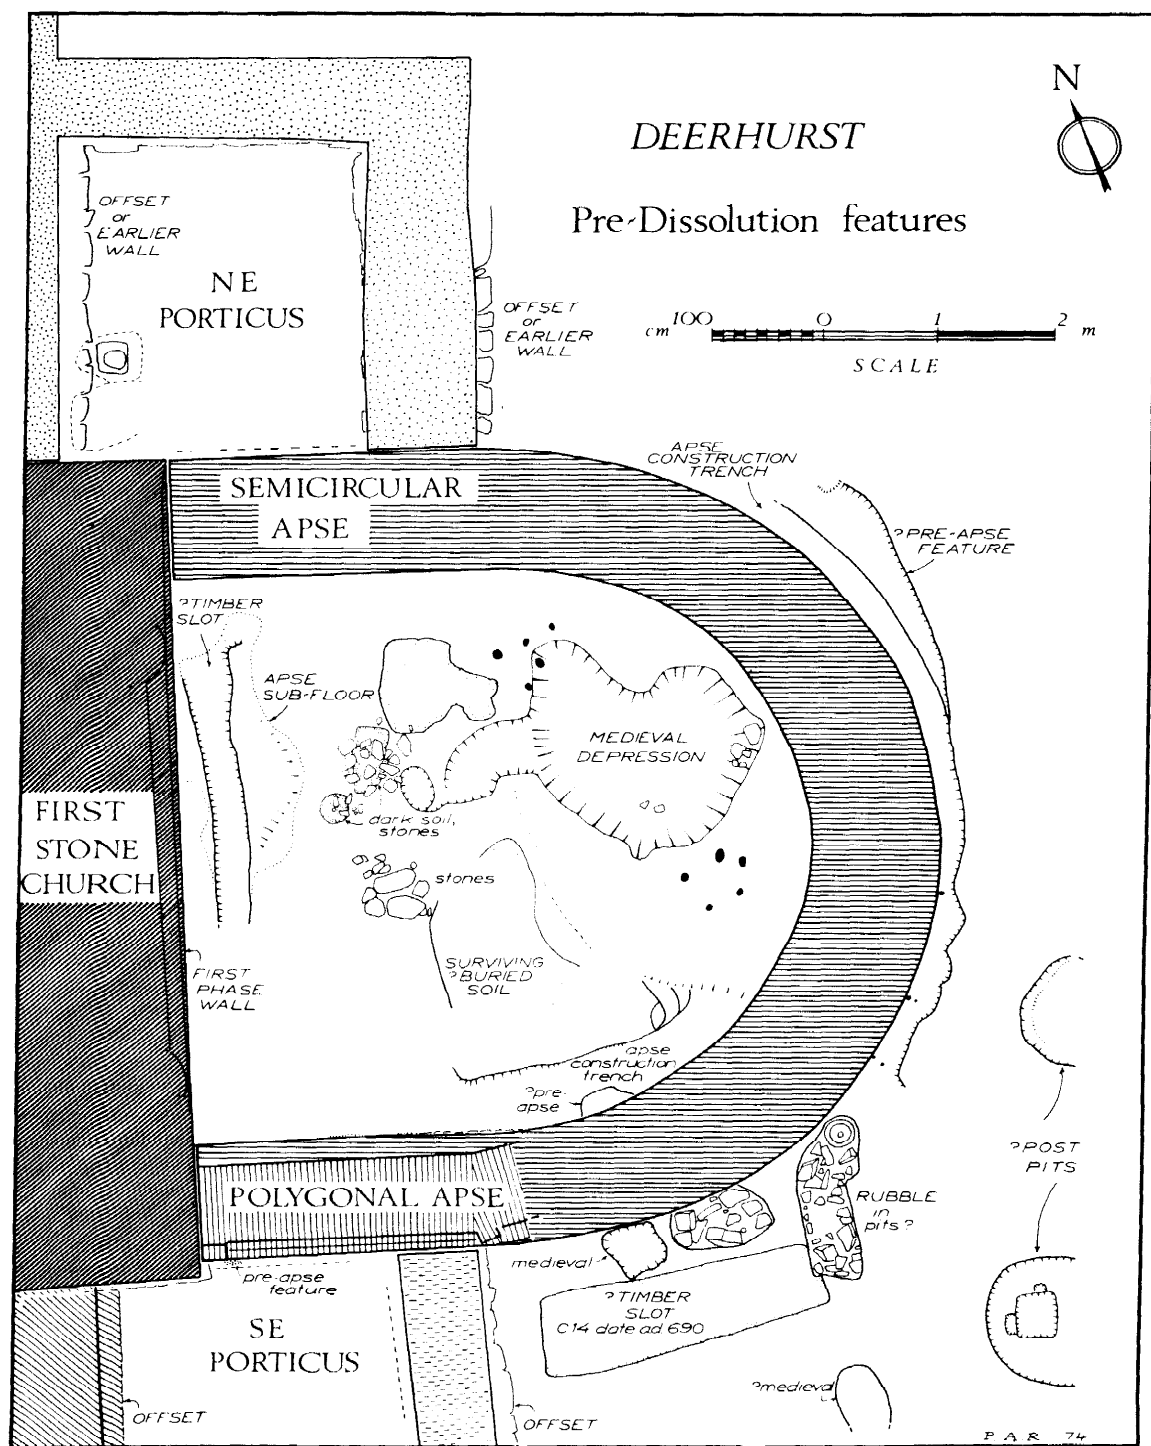 N
DEERHURST
Pre-Dissolution features
OFFSET
or
EARLIER
WALL
NE
PORTICUS
OFFSET
or
EARLIER
WALL
cm 100 0 1 2 m
SCALE
APSE
CONSTRUCTION
TRENCH
SEMICIRCULAR
APSE
?PRE-APSE
FEATURE
?TIMBER
SLOT
APSE
SUB-FLOOR
MEDIEVAL
DEPRESSION
FIRST
STONE
CHURCH
dark soil,
stones
stones
FIRST
PHASE
WALL
SURVIVING
?BURIED
SOIL
apse
construction
trench
?pre-
apse
?POST
PITS
POLYGONAL APSE
RUBBLE
in
pits?
medieval
pre-apse
feature
?TIMBER
SLOT
C14 date ad 690
SE
PORTICUS
?medieval
OFFSET
OFFSET
P.A.R. 74